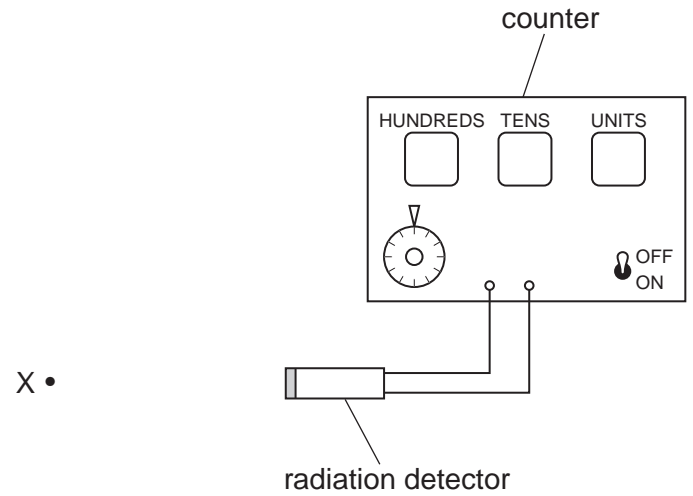 counter
HUNDREDS TENS UNITS
OFF
ON
X
radiation detector